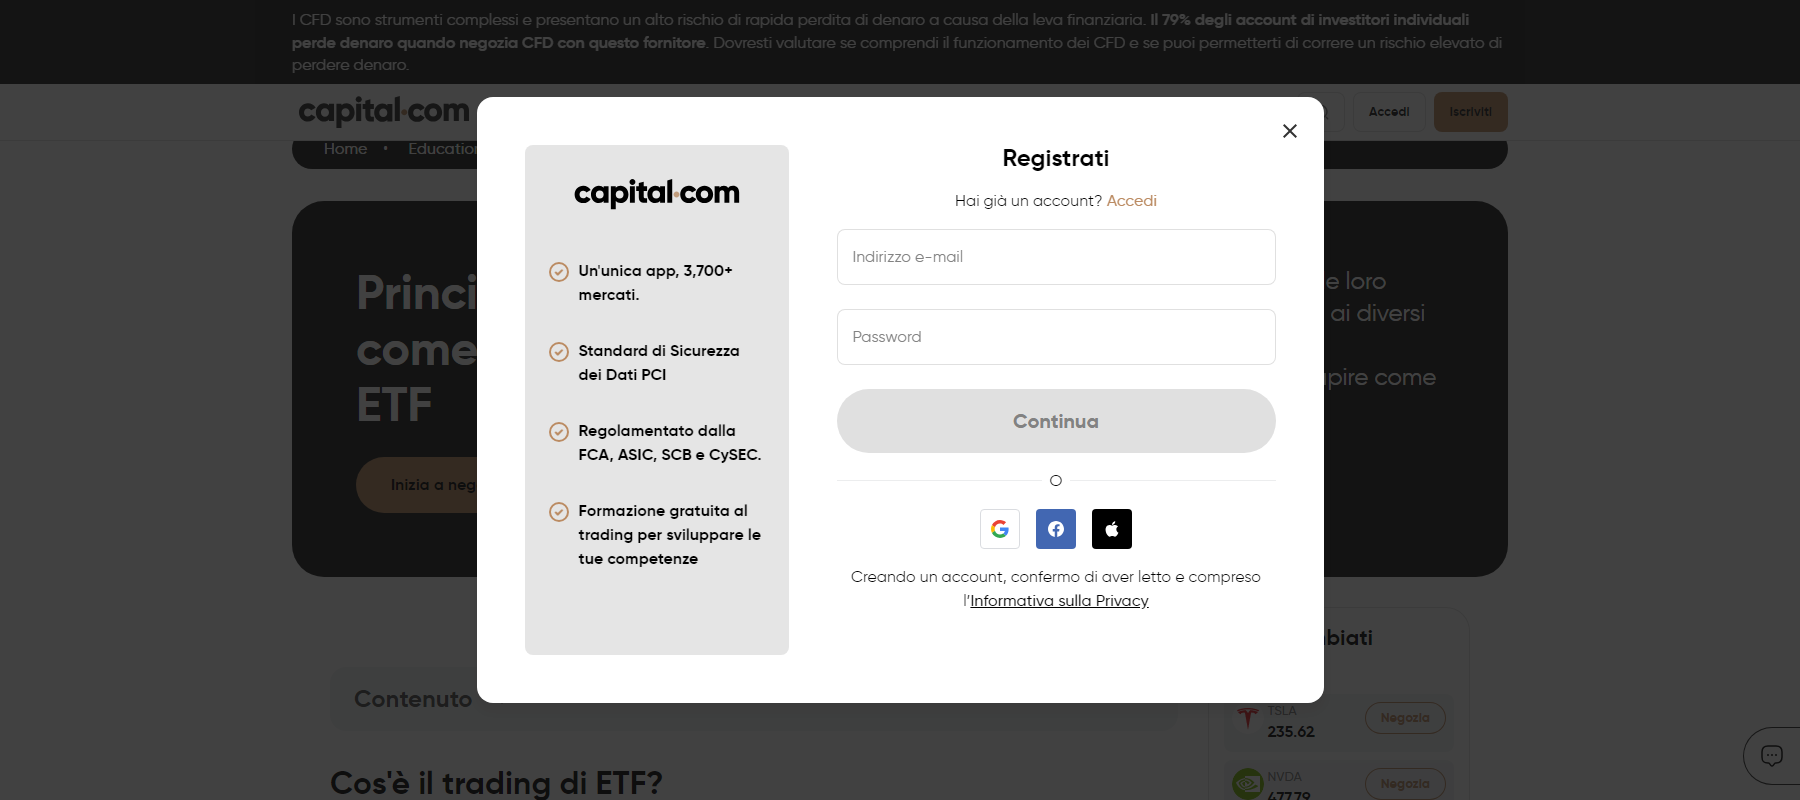 I CFD sono strumenti complessi e presentano un alto rischio di rapida perdita di denaro a causa della leva finanziaria. Il 79% degli account di investitori individuali
perde denaro quando negozia CFD con questo fornitore. Dovresti valutare se comprendi il funzionamento dei CFD e se puoi permetterti di correre un rischio elevato di
perdere denaro.
capital.com
Accedi
Iscriviti
Home • Education
Princi
come
ETF
Inizia a neg
e loro
ai diversi
apire come
capital.com
Un'unica app, 3,700+
mercati.
Standard di Sicurezza
dei Dati PCI
Regolamentato dalla
FCA, ASIC, SCB e CySEC.
Formazione gratuita al
trading per sviluppare le
tue competenze
Registrati
Hai già un account? Accedi
Indirizzo e-mail
Password
Continua
O
Creando un account, confermo di aver letto e compreso
l'Informativa sulla Privacy
Contenuto
Cos'è il trading di ETF?
mbiati
TSLA
235.62
Negozia
NVDA
477.79
Negozia